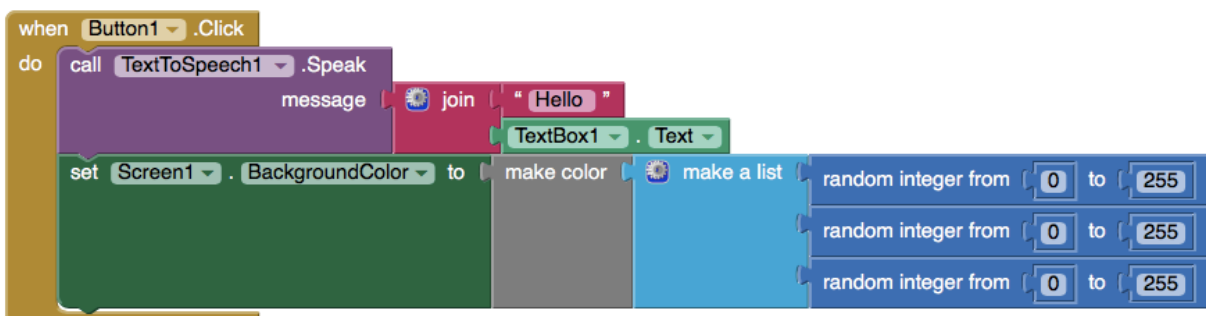 when Button1 .Click
do call TextToSpeech1 .Speak
message join " Hello "
TextBox1 . Text
set Screen1 . BackgroundColor to make color make a list random integer from 0 to 255
random integer from 0 to 255
random integer from 0 to 255